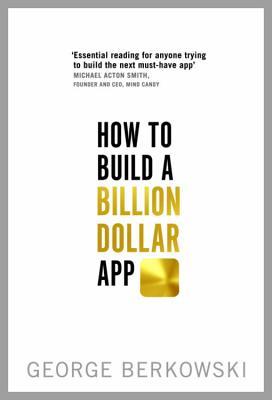 'Essential reading for anyone trying
to build the next must-have app'
MICHAEL ACTON SMITH,
FOUNDER AND CEO, MIND CANDY
HOW TO
BUILD A
BILLION
DOLLAR
APP
GEORGE BERKOWSKI